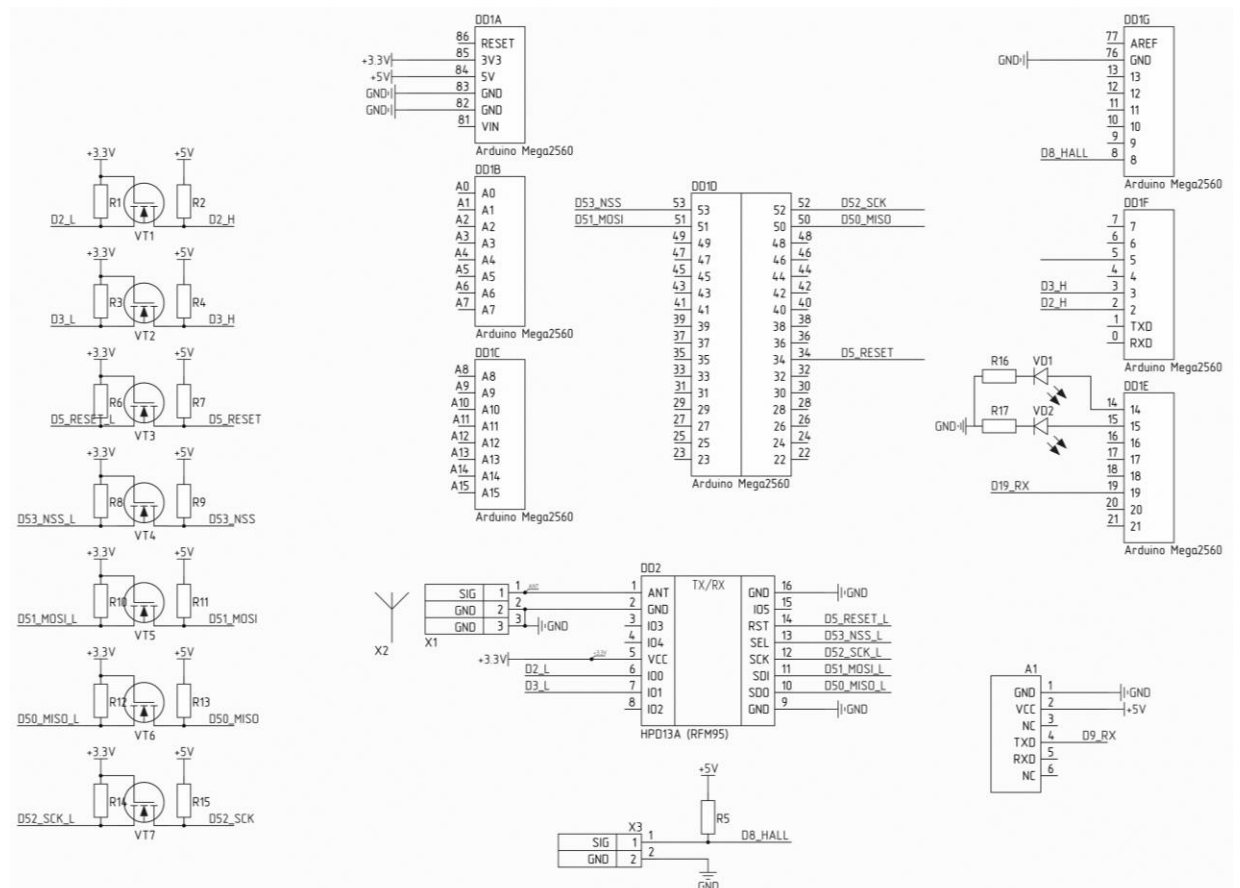 +3.3V +5V
R1 R2
D2_L D2_H
VT1
+3.3V +5V
R3 R4
D3_L D3_H
VT2
+3.3V +5V
R6 R7
D5_RESET_L D5_RESET
VT3
+3.3V +5V
R8 R9
D53_NSS_L D53_NSS
VT4
+3.3V +5V
R10 R11
D51_MOSI_L D51_MOSI
VT5
+3.3V +5V
R12 R13
D50_MISO_L D50_MISO
VT6
+3.3V +5V
R14 R15
D52_SCK_L D52_SCK
VT7
DD1A
86 RESET
+3.3V 85 3V3
+5V 84 5V
GND 83 GND
GND 82 GND
81 VIN
Arduino Mega2560
DD1B
A0 A0
A1 A1
A2 A2
A3 A3
A4 A4
A5 A5
A6 A6
A7 A7
Arduino Mega2560
DD1C
A8 A8
A9 A9
A10 A10
A11 A11
A12 A12
A13 A13
A14 A14
A15 A15
Arduino Mega2560
DD1D
D53_NSS 53 53 52 52 D52_SCK
D51_MOSI 51 51 50 50 D50_MISO
49 49 48 48
47 47 46 46
45 45 44 44
43 43 42 42
41 41 40 40
39 39 38 38
37 37 36 36
35 35 34 34 D5_RESET
33 33 32 32
31 31 30 30
29 29 28 28
27 27 26 26
25 25 24 24
23 23 22 22
Arduino Mega2560
DD1G
77 AREF
GND 76 GND
13 13
12 12
11 11
10 10
9 9
D8_HALL 8 8
Arduino Mega2560
DD1F
7 7
6 6
5 5
4 4
D3_H 3 3
D2_H 2 2
1 TXD
0 RXD
Arduino Mega2560
DD1E
R16 VD1 14 14
GND R17 VD2 15 15
16 16
17 17
18 18
D19_RX 19 19
20 20
21 21
Arduino Mega2560
X2
SIG 1 1
GND 2 2
GND 3 3 GND
X1
DD2
TX/RX
1 ANT GND 16 GND
2 GND IO5 15
3 IO3 RST 14 D5_RESET_L
4 IO4 SEL 13 D53_NSS_L
+3.3V 5 VCC SCK 12 D52_SCK_L
D2_L 6 IO0 SDI 11 D51_MOSI_L
D3_L 7 IO1 SDO 10 D50_MISO_L
8 IO2 GND 9 GND
HPD13A (RFM95)
A1
GND 1 GND
VCC 2 +5V
NC 3
TXD 4 D9_RX
RXD 5
NC 6
+5V
R5
X3
SIG 1 1 D8_HALL
GND 2 2
GND